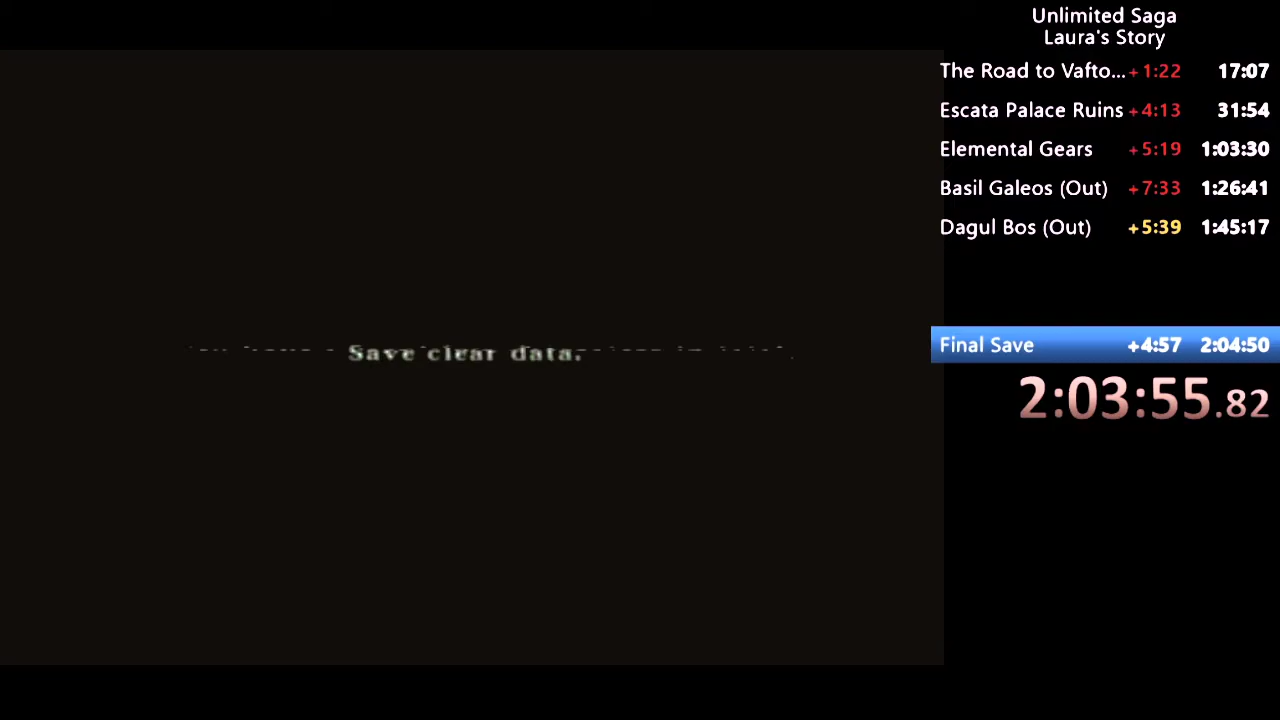 Unlimited Saga
Laura's Story
The Road to Vafto... +1:22 17:07
Escata Palace Ruins +4:13 31:54
Elemental Gears +5:19 1:03:30
Basil Galeos (Out) +7:33 1:26:41
Dagul Bos (Out) +5:39 1:45:17
Final Save +4:57 2:04:50
2:03:55.82
Save clear data.